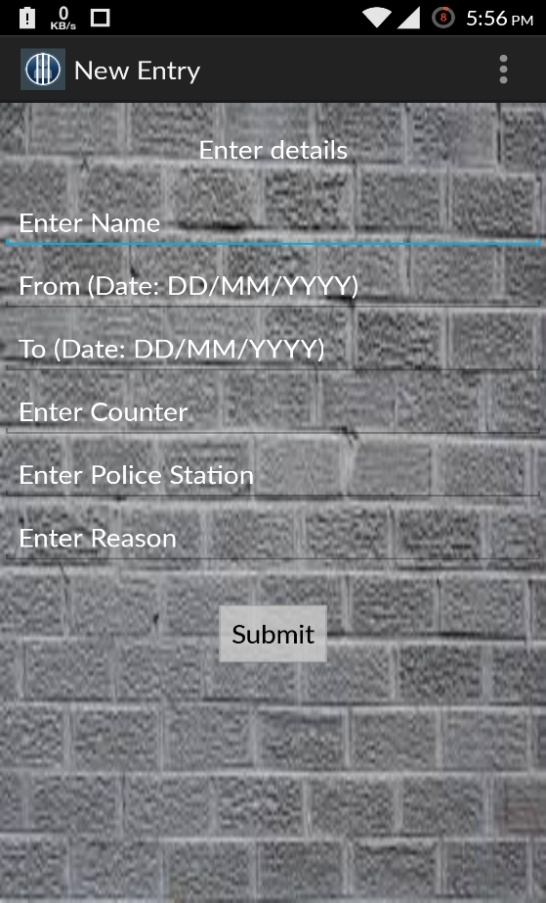 0
KB/s
8
5:56 PM
New Entry
Enter details
Enter Name
From (Date: DD/MM/YYYY)
To (Date: DD/MM/YYYY)
Enter Counter
Enter Police Station
Enter Reason
Submit